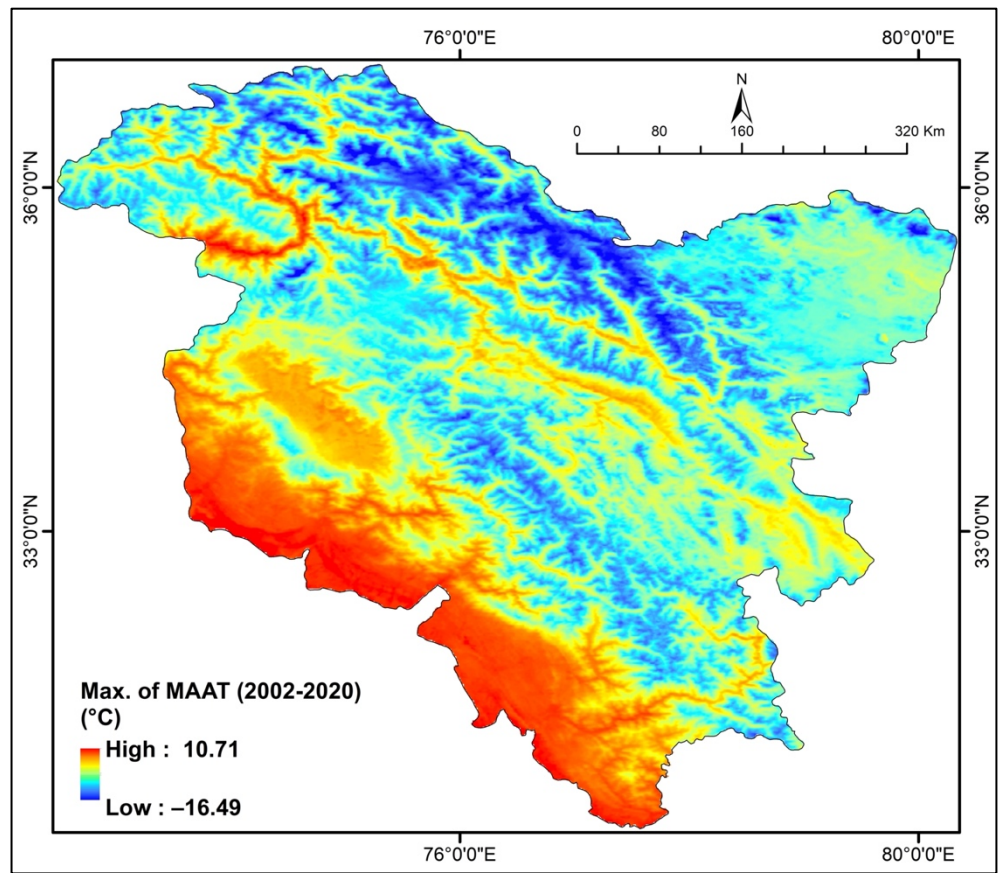 76°0'0"E 80°0'0"E
N
0 80 160 320 Km
36°0'0"N 36°0'0"N
33°0'0"N 33°0'0"N
Max. of MAAT (2002-2020)
(°C)
High : 10.71
Low : –16.49
76°0'0"E 80°0'0"E